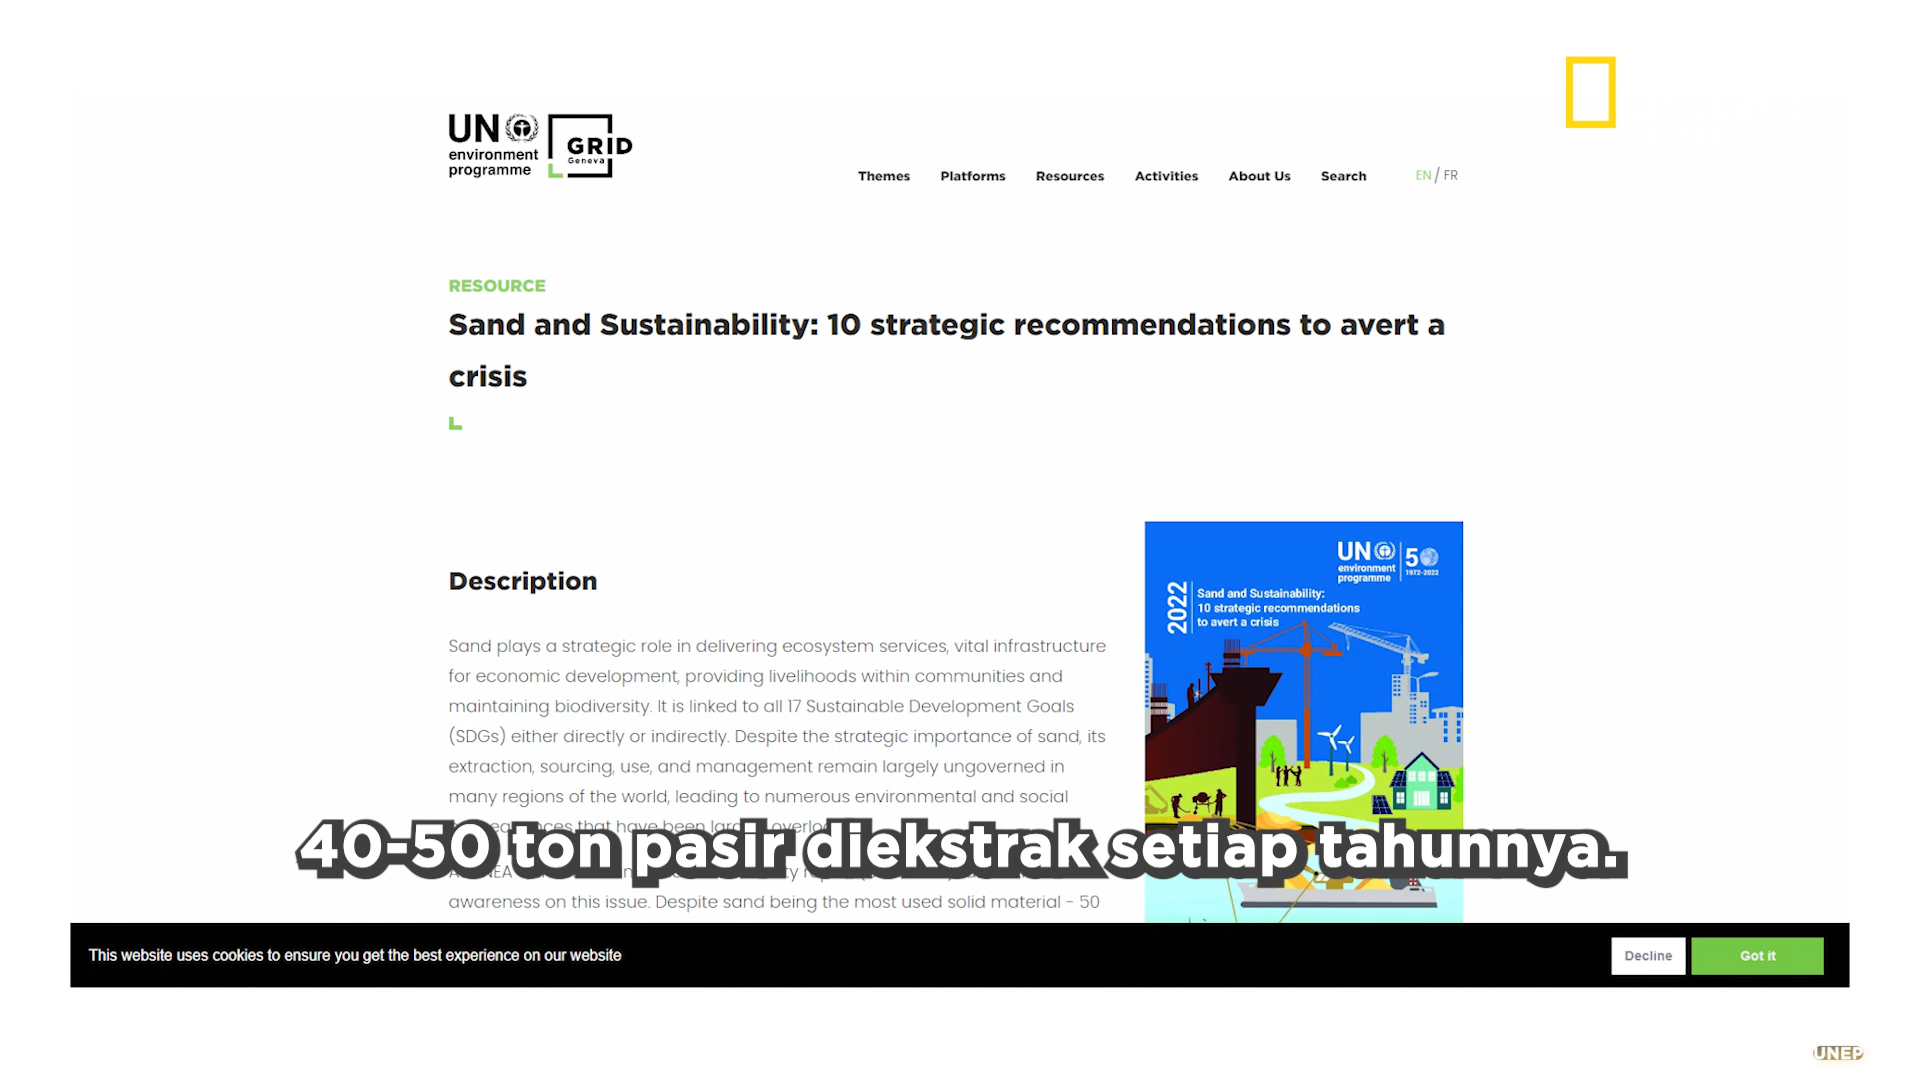 UN
environment
programme
GRID
Geneva
Themes
Platforms
Resources
Activities
About Us
Search
EN / FR
RESOURCE
Sand and Sustainability: 10 strategic recommendations to avert a
crisis
Description
Sand plays a strategic role in delivering ecosystem services, vital infrastructure
for economic development, providing livelihoods within communities and
maintaining biodiversity. It is linked to all 17 Sustainable Development Goals
(SDGs) either directly or indirectly. Despite the strategic importance of sand, its
extraction, sourcing, use, and management remain largely ungoverned in
many regions of the world, leading to numerous environmental and social
that have been
awareness on this issue. Despite sand being the most used solid material - 50
UN
environment
programme
50
1972-2022
2022
Sand and Sustainability:
10 strategic recommendations
to avert a crisis
40-50 ton pasir diekstrak setiap tahunnya.
This website uses cookies to ensure you get the best experience on our website
Decline
Got it
UNEP